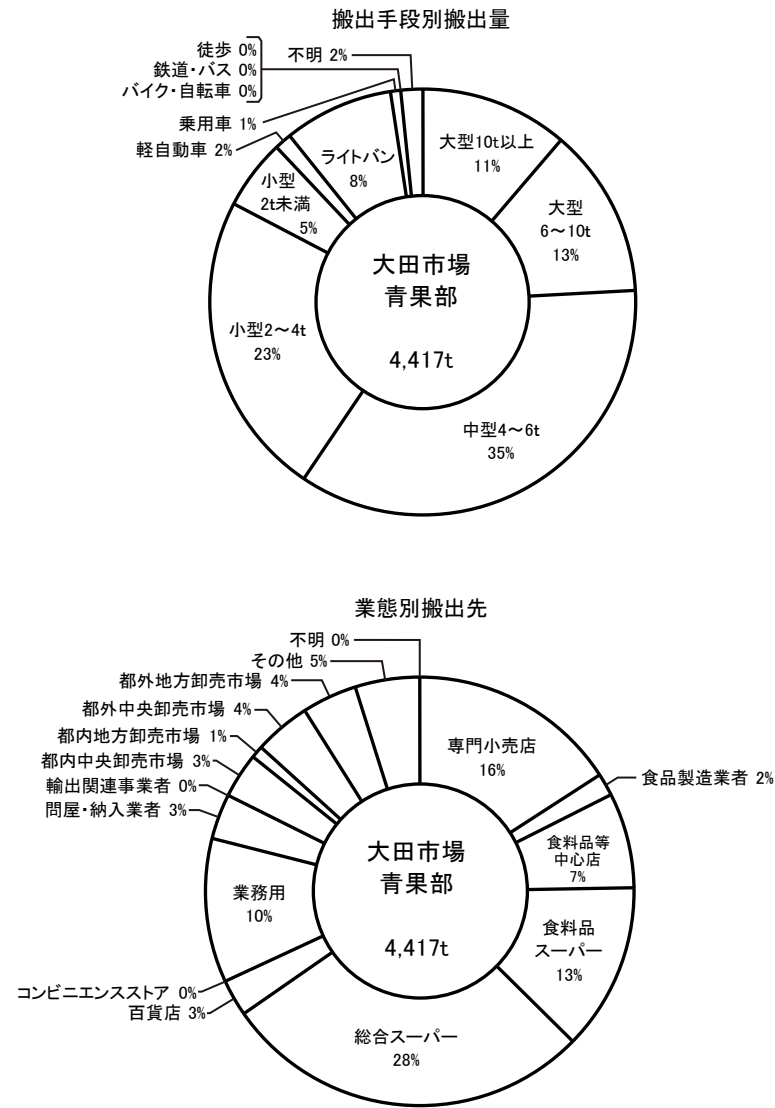 搬出手段別搬出量
徒歩 0%
鉄道・バス 0%
バイク・自転車 0%
不明 2%
乗用車 1%
軽自動車 2%
ライトバン
8%
小型
2t未満
5%
大型10t以上
11%
大型
6～10t
13%
大田市場
青果部
4,417t
小型2～4t
23%
中型4～6t
35%
業態別搬出先
不明 0%
その他 5%
都外地方卸売市場 4%
都外中央卸売市場 4%
都内地方卸売市場 1%
都内中央卸売市場 3%
輸出関連事業者 0%
問屋・納入業者 3%
専門小売店
16%
食品製造業者 2%
食料品等
中心店
7%
大田市場
青果部
4,417t
業務用
10%
食料品
スーパー
13%
コンビニエンスストア 0%
百貨店 3%
総合スーパー
28%